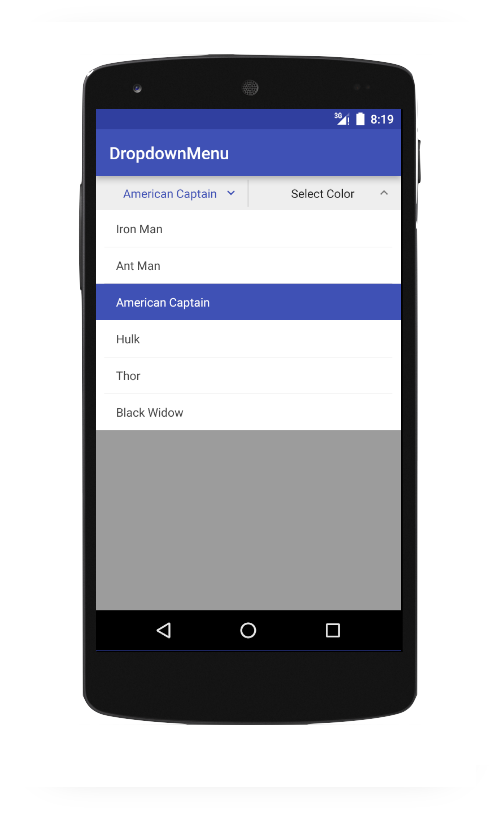 3G 8:19
DropdownMenu
American Captain Select Color
Iron Man
Ant Man
American Captain
Hulk
Thor
Black Widow